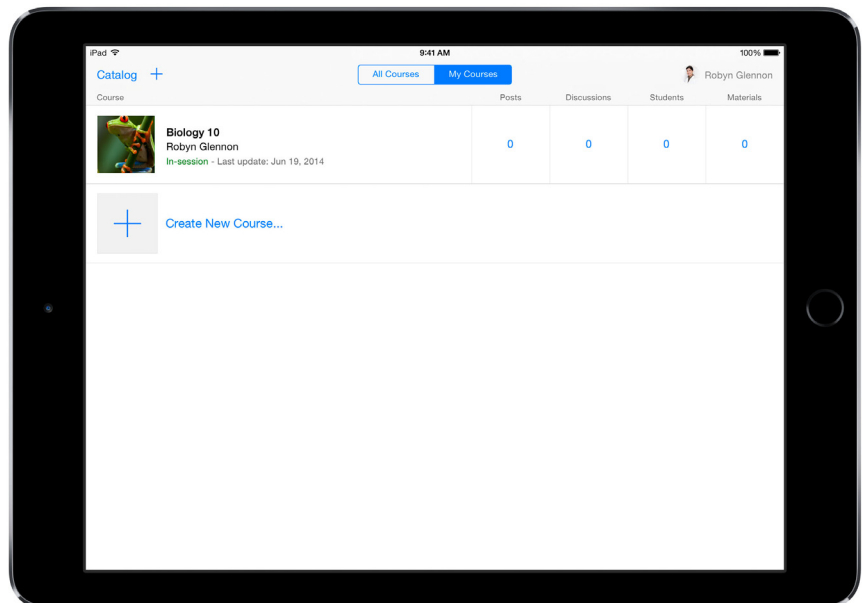 iPad 9:41 AM 100%
Catalog + All Courses My Courses Robyn Glennon
Course Posts Discussions Students Materials
Biology 10
Robyn Glennon
In-session - Last update: Jun 19, 2014
0 0 0 0
Create New Course...